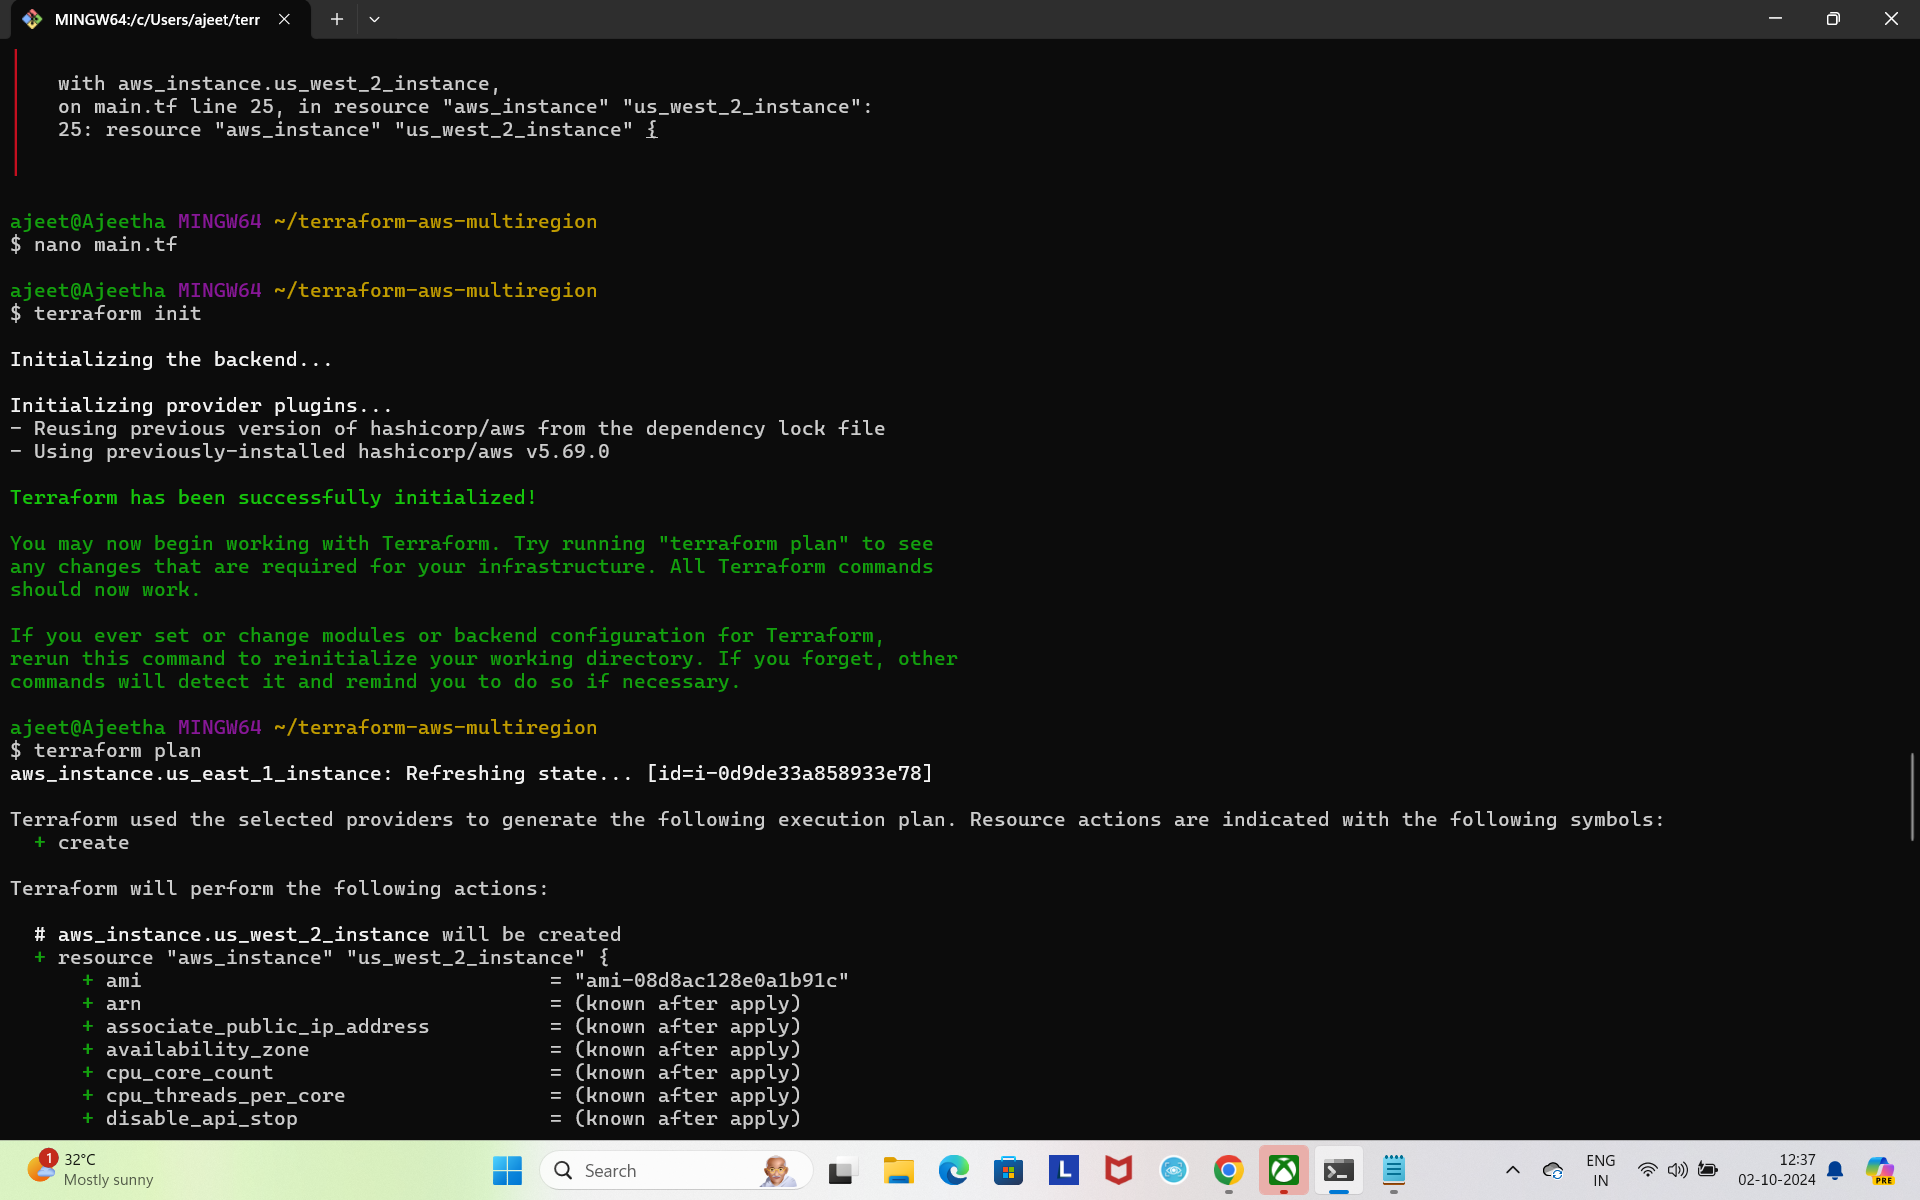 MINGW64:/c/Users/ajeet/terr
with aws_instance.us_west_2_instance,
on main.tf line 25, in resource "aws_instance" "us_west_2_instance":
25: resource "aws_instance" "us_west_2_instance" {
ajeet@Ajeetha MINGW64 ~/terraform-aws-multiregion
$ nano main.tf
ajeet@Ajeetha MINGW64 ~/terraform-aws-multiregion
$ terraform init
Initializing the backend...
Initializing provider plugins...
- Reusing previous version of hashicorp/aws from the dependency lock file
- Using previously-installed hashicorp/aws v5.69.0
Terraform has been successfully initialized!
You may now begin working with Terraform. Try running "terraform plan" to see
any changes that are required for your infrastructure. All Terraform commands
should now work.
If you ever set or change modules or backend configuration for Terraform,
rerun this command to reinitialize your working directory. If you forget, other
commands will detect it and remind you to do so if necessary.
ajeet@Ajeetha MINGW64 ~/terraform-aws-multiregion
$ terraform plan
aws_instance.us_east_1_instance: Refreshing state... [id=i-0d9de33a858933e78]
Terraform used the selected providers to generate the following execution plan. Resource actions are indicated with the following symbols:
+ create
Terraform will perform the following actions:
# aws_instance.us_west_2_instance will be created
+ resource "aws_instance" "us_west_2_instance" {
+ ami = "ami-08d8ac128e0a1b91c"
+ arn = (known after apply)
+ associate_public_ip_address = (known after apply)
+ availability_zone = (known after apply)
+ cpu_core_count = (known after apply)
+ cpu_threads_per_core = (known after apply)
+ disable_api_stop = (known after apply)
1
32°C
Mostly sunny
Search
L
ENG
IN
12:37
02-10-2024
PRE